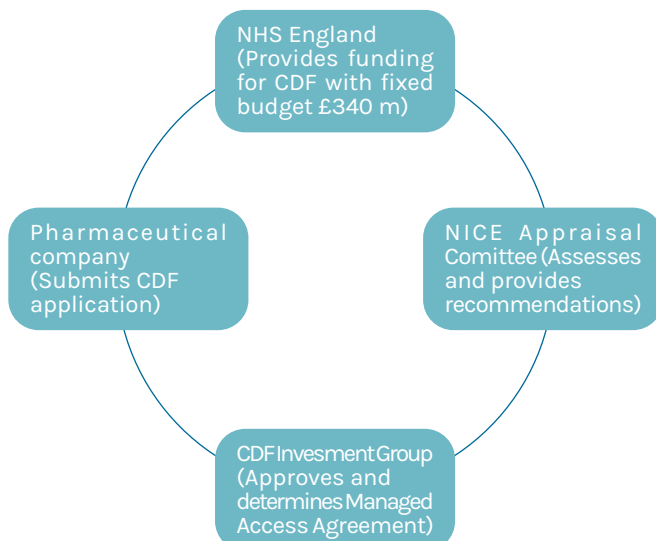 NHS England
(Provides funding
for CDF with fixed
budget £340 m)
Pharmaceutical
company
(Submits CDF
application)
NICE Appraisal
Comittee (Assesses
and provides
recommendations)
CDF Invesment Group
(Approves and
determines Managed
Access Agreement)